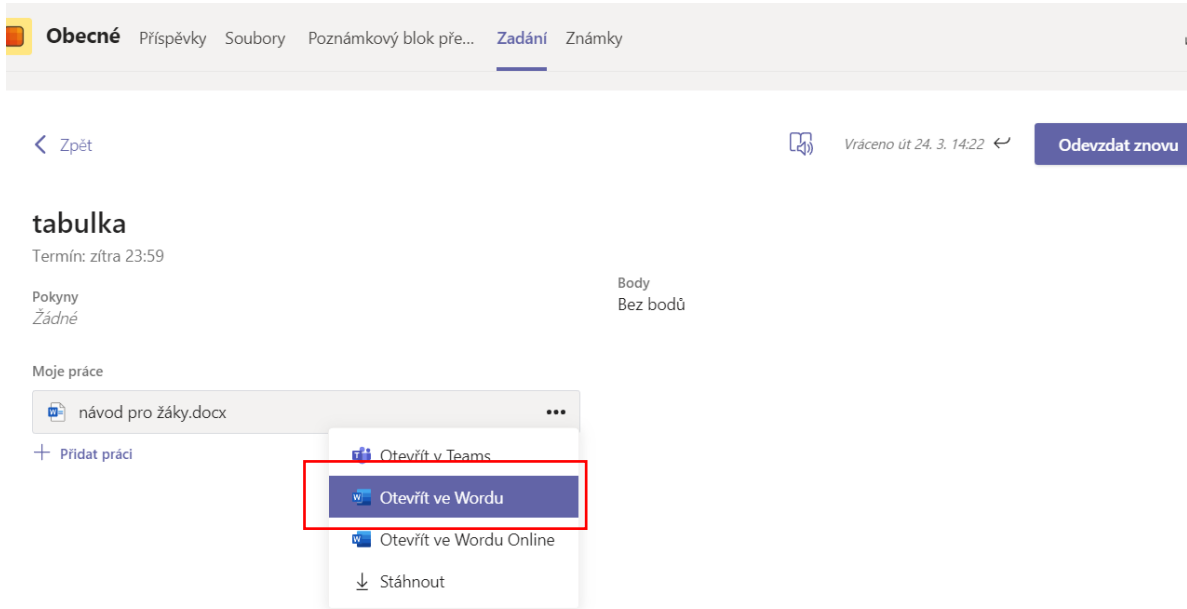 Obecné Příspěvky Soubory Poznámkový blok pře... Zadání Známky
Zpět
Vráceno út 24. 3. 14:22
Odevzdat znovu
tabulka
Termín: zítra 23:59
Pokyny
Žádné
Body
Bez bodů
Moje práce
návod pro žáky.docx
Přidat práci
Otevřít v Teams
Otevřít ve Wordu
Otevřít ve Wordu Online
Stáhnout